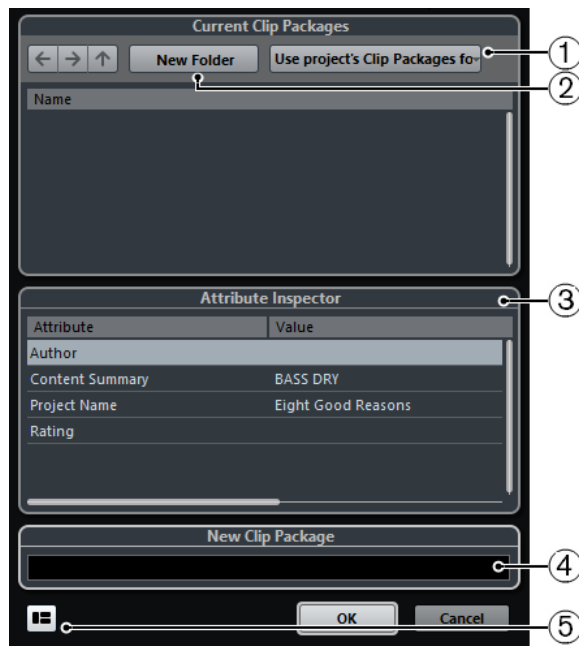 Current Clip Packages
New Folder
Use project's Clip Packages fo
1
2
Name
Attribute Inspector
3
Attribute Value
Author
Content Summary BASS DRY
Project Name Eight Good Reasons
Rating
New Clip Package
4
OK Cancel
5